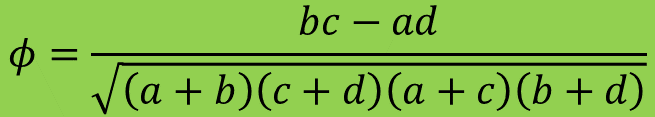 ϕ = (bc − ad) / √((a + b)(c + d)(a + c)(b + d))